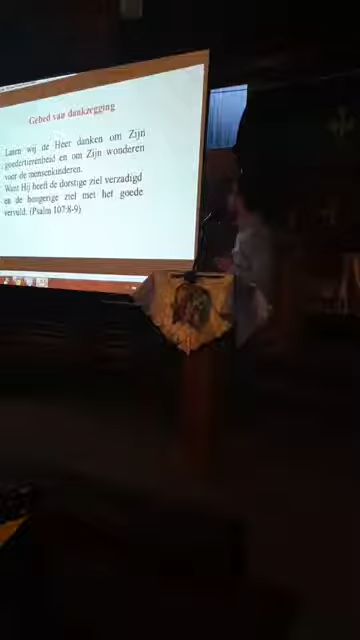 Gebed van dankzegging
Laten wij de Heer danken om Zijn
goedertierenheid en om Zijn wonderen
voor de mensenkinderen.
Want Hij heeft de dorstige ziel verzadigd
en de hongerige ziel met het goede
vervuld. (Psalm 107:8-9)